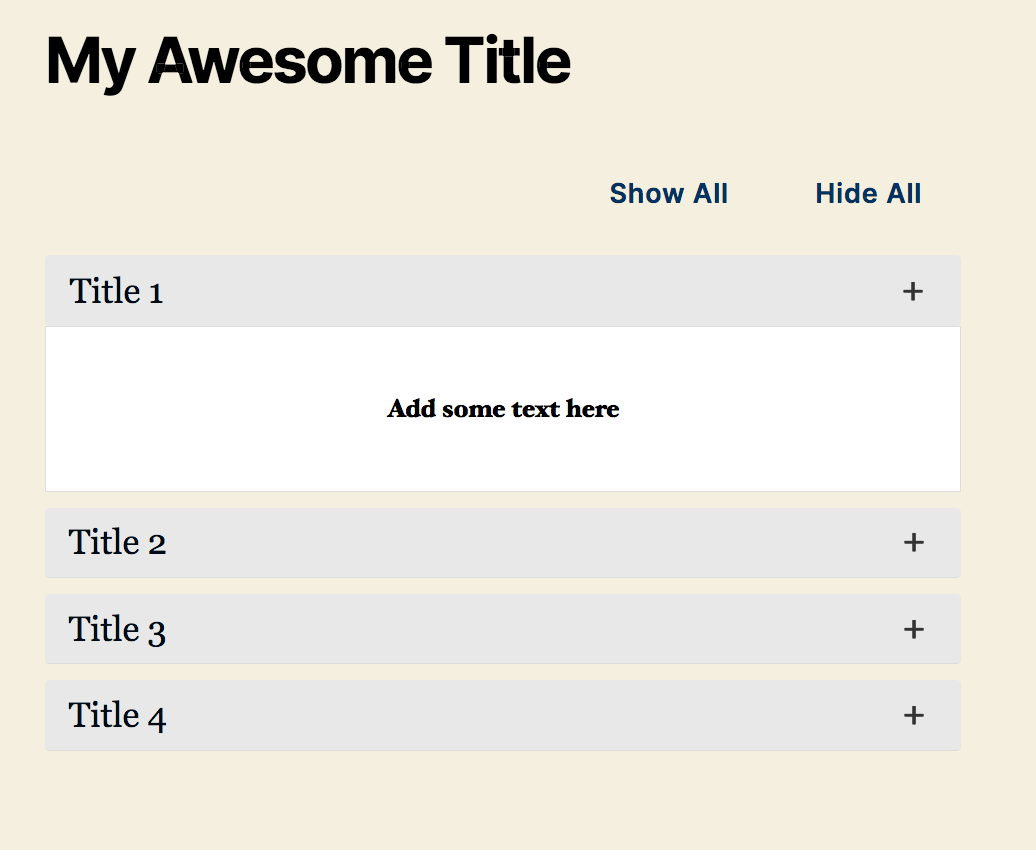 My Awesome Title
Show All Hide All
Title 1 +
Add some text here
Title 2 +
Title 3 +
Title 4 +